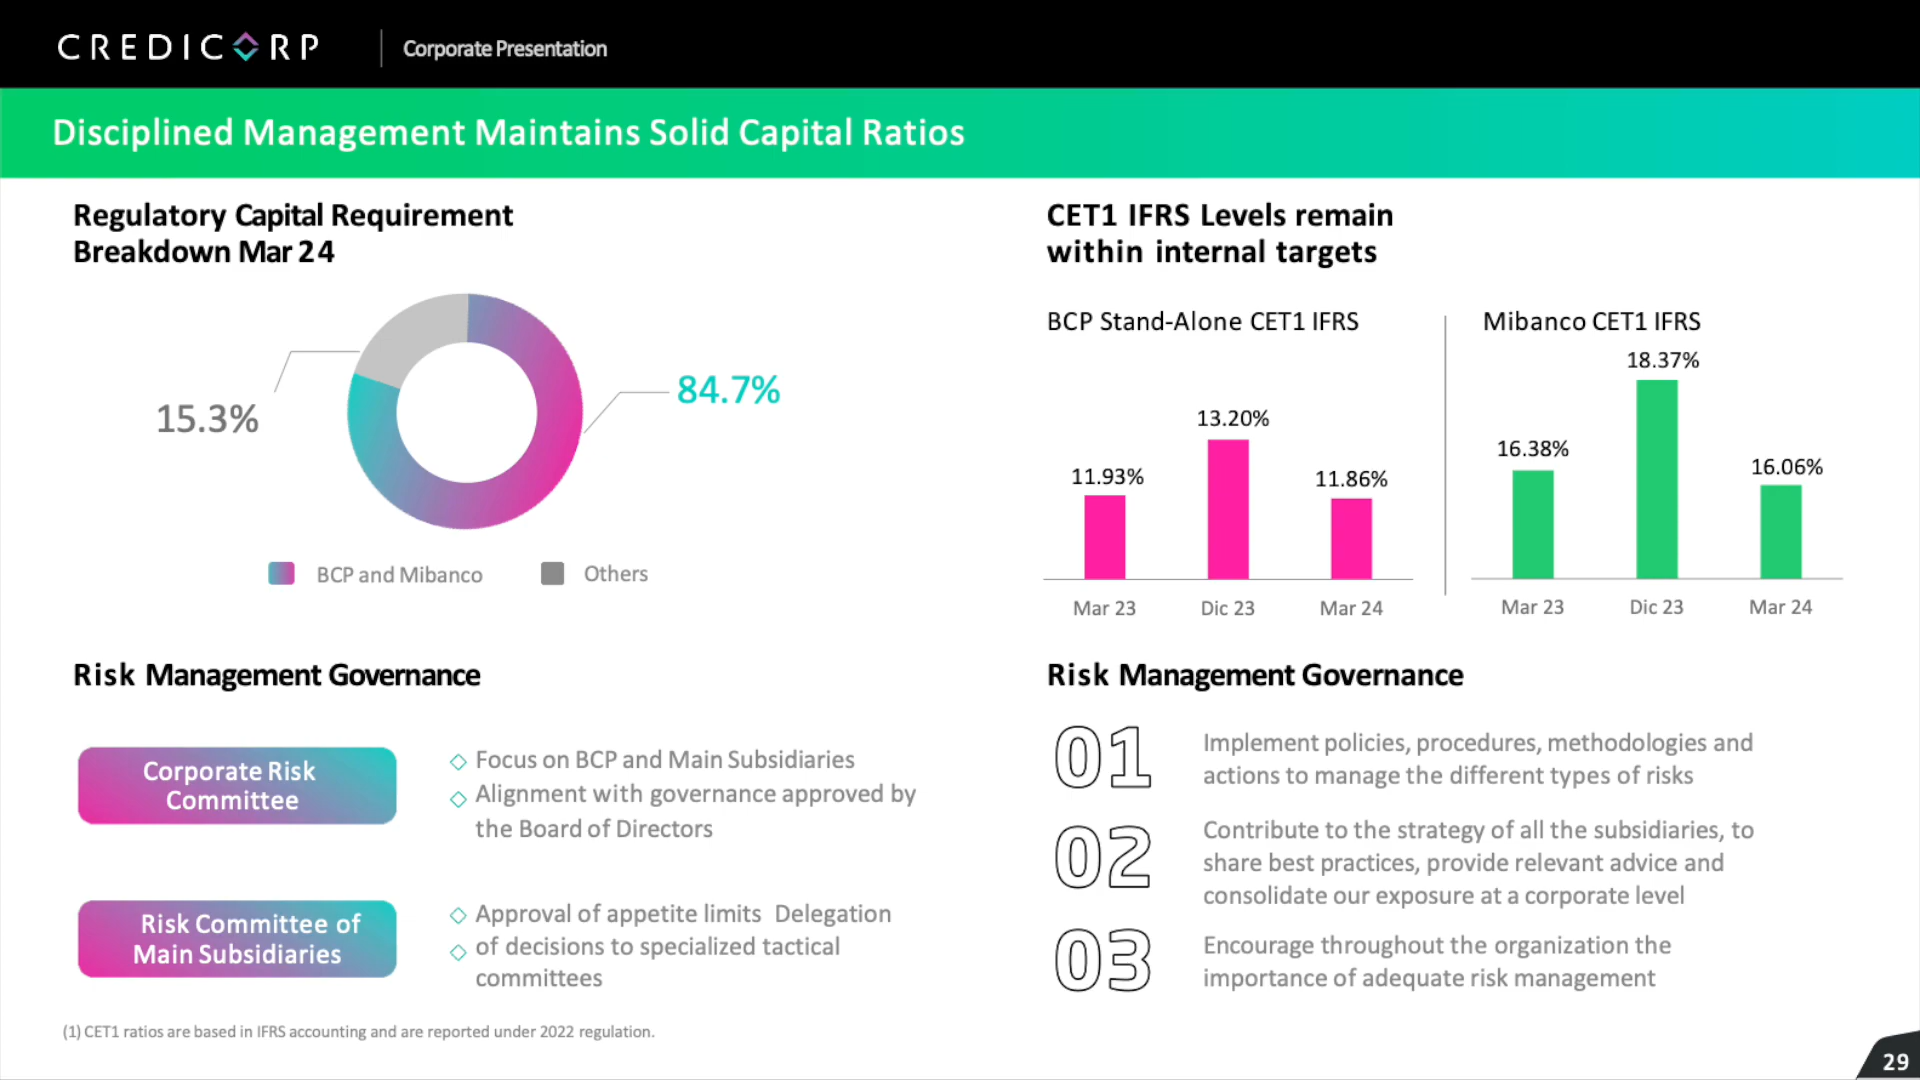 CREDICORP
Corporate Presentation
Disciplined Management Maintains Solid Capital Ratios
Regulatory Capital Requirement
Breakdown Mar 24
15.3%
84.7%
BCP and Mibanco
Others
CET1 IFRS Levels remain
within internal targets
BCP Stand-Alone CET1 IFRS
11.93%
13.20%
11.86%
Mar 23
Dic 23
Mar 24
Mibanco CET1 IFRS
16.38%
18.37%
16.06%
Mar 23
Dic 23
Mar 24
Risk Management Governance
Corporate Risk
Committee
Focus on BCP and Main Subsidiaries
Alignment with governance approved by
the Board of Directors
Risk Committee of
Main Subsidiaries
Approval of appetite limits Delegation
of decisions to specialized tactical
committees
Risk Management Governance
01
Implement policies, procedures, methodologies and
actions to manage the different types of risks
02
Contribute to the strategy of all the subsidiaries, to
share best practices, provide relevant advice and
consolidate our exposure at a corporate level
03
Encourage throughout the organization the
importance of adequate risk management
(1) CET1 ratios are based in IFRS accounting and are reported under 2022 regulation.
29